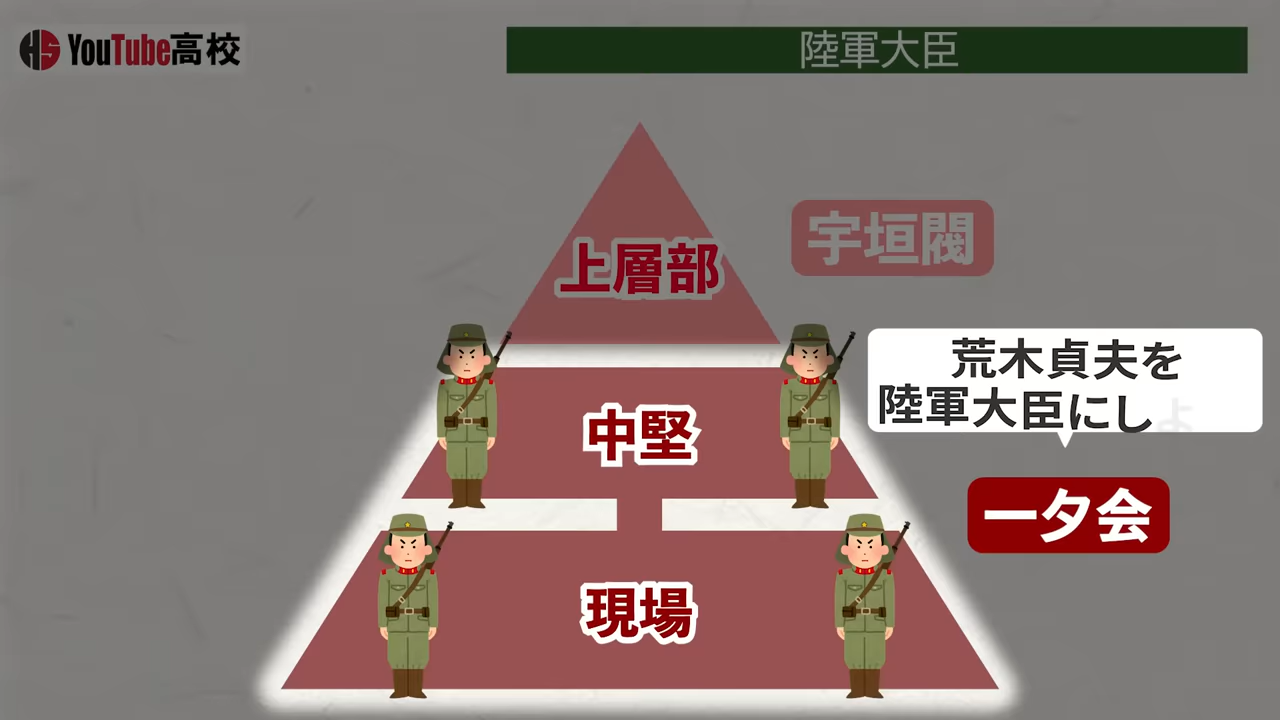 YouTube高校
陸軍大臣
上層部
宇垣閥
荒木貞夫を
陸軍大臣にしよ
中堅
一夕会
現場